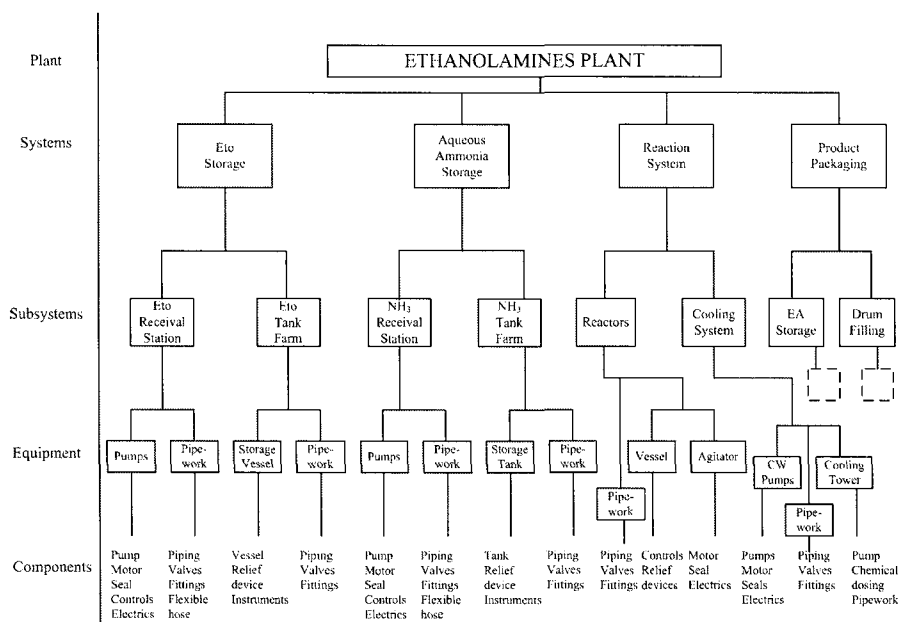 Plant
ETHANOLAMINES PLANT
Systems
Eto
Storage
Aqueous
Ammonia
Storage
Reaction
System
Product
Packaging
Subsystems
Eto
Receival
Station
Eto
Tank
Farm
NH3
Receival
Station
NH3
Tank
Farm
Reactors
Cooling
System
EA
Storage
Drum
Filling
Equipment
Pumps
Pipe-
work
Storage
Vessel
Pipe-
work
Pumps
Pipe-
work
Storage
Tank
Pipe-
work
Pipe-
work
Vessel
Agitator
CW
Pumps
Pipe-
work
Cooling
Tower
Components
Pump
Motor
Seal
Controls
Electrics
Piping
Valves
Fittings
Flexible
hose
Vessel
Relief
device
Instruments
Piping
Valves
Fittings
Pump
Motor
Seal
Controls
Electrics
Piping
Valves
Fittings
Flexible
hose
Tank
Relief
device
Instruments
Piping
Valves
Fittings
Piping
Valves
Fittings
Controls
Relief
devices
Motor
Seal
Electrics
Pumps
Motor
Seals
Electrics
Piping
Valves
Fittings
Pump
Chemical
dosing
Pipework